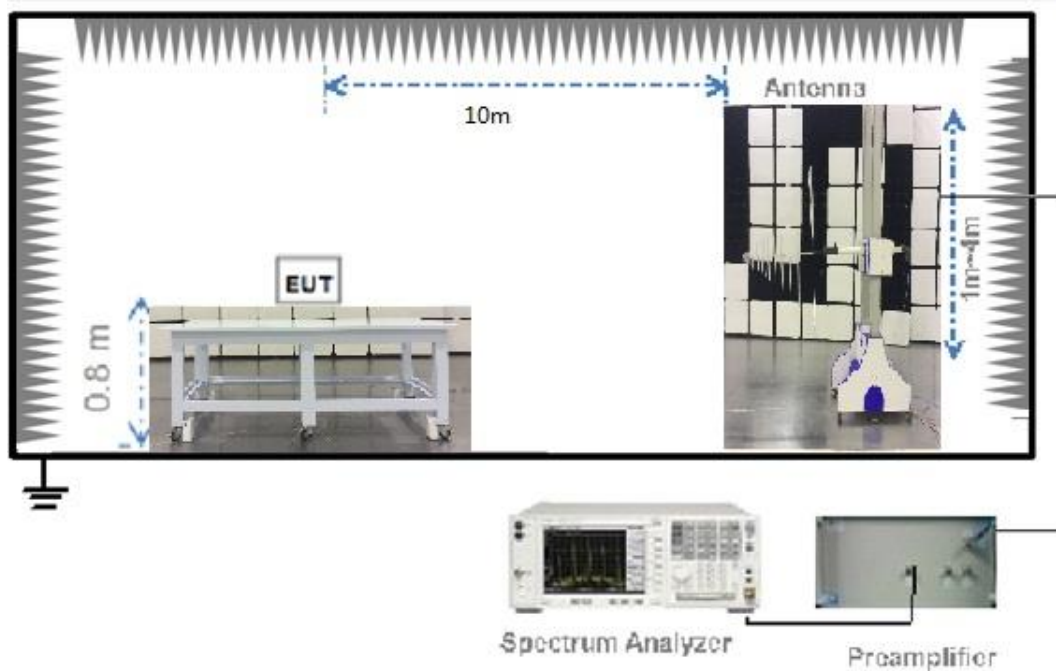 Antenna
10m
1m~4m
EUT
0.8 m
Spectrum Analyzer
Preamplifier